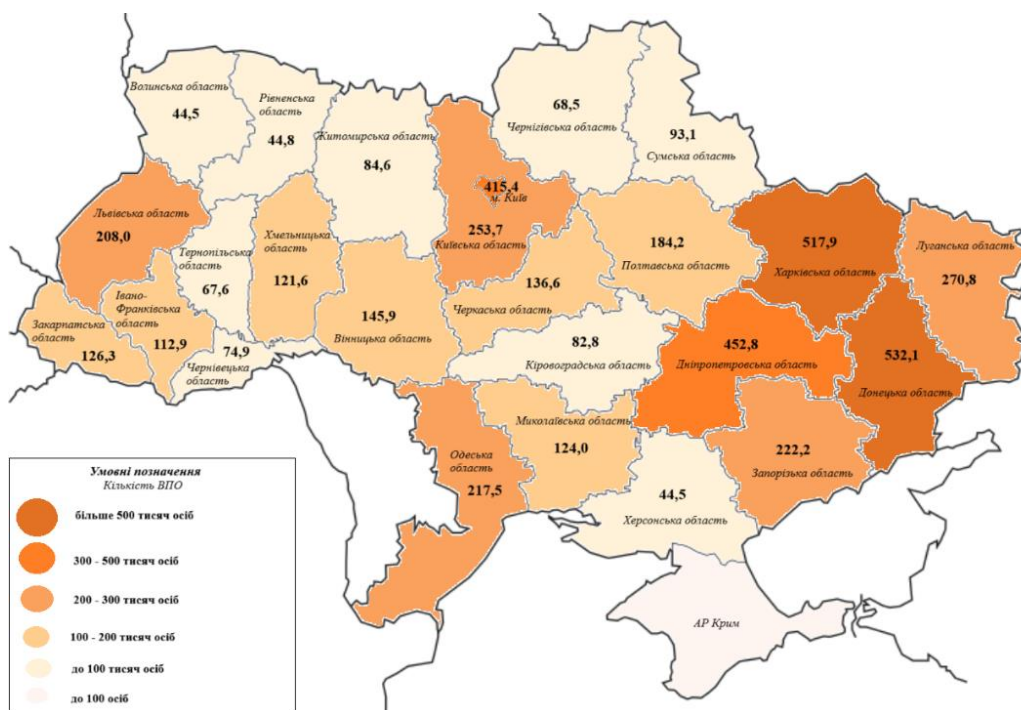 Волинська область
44,5
Рівненська
область
44,8
Житомирська область
84,6
68,5
Чернігівська область
93,1
Сумська область
415,4
м. Київ
253,7
Київська область
Львівська область
208,0
Тернопільська
область
67,6
Хмельницька
область
121,6
Івано-
Франківська
область
112,9
Закарпатська
область
126,3
74,9
Чернівецька
область
145,9
Вінницька
область
136,6
Черкаська
область
184,2
Полтавська область
517,9
Харківська область
Луганська область
270,8
82,8
Кіровоградська область
452,8
Дніпропетровська область
532,1
Донецька область
Одеська
область
217,5
Миколаївська область
124,0
222,2
Запорізька область
44,5
Херсонська область
АР Крим
Умовні позначення
Кількість ВПО
більше 500 тисяч осіб
300 - 500 тисяч осіб
200 - 300 тисяч осіб
100 - 200 тисяч осіб
до 100 тисяч осіб
до 100 осіб